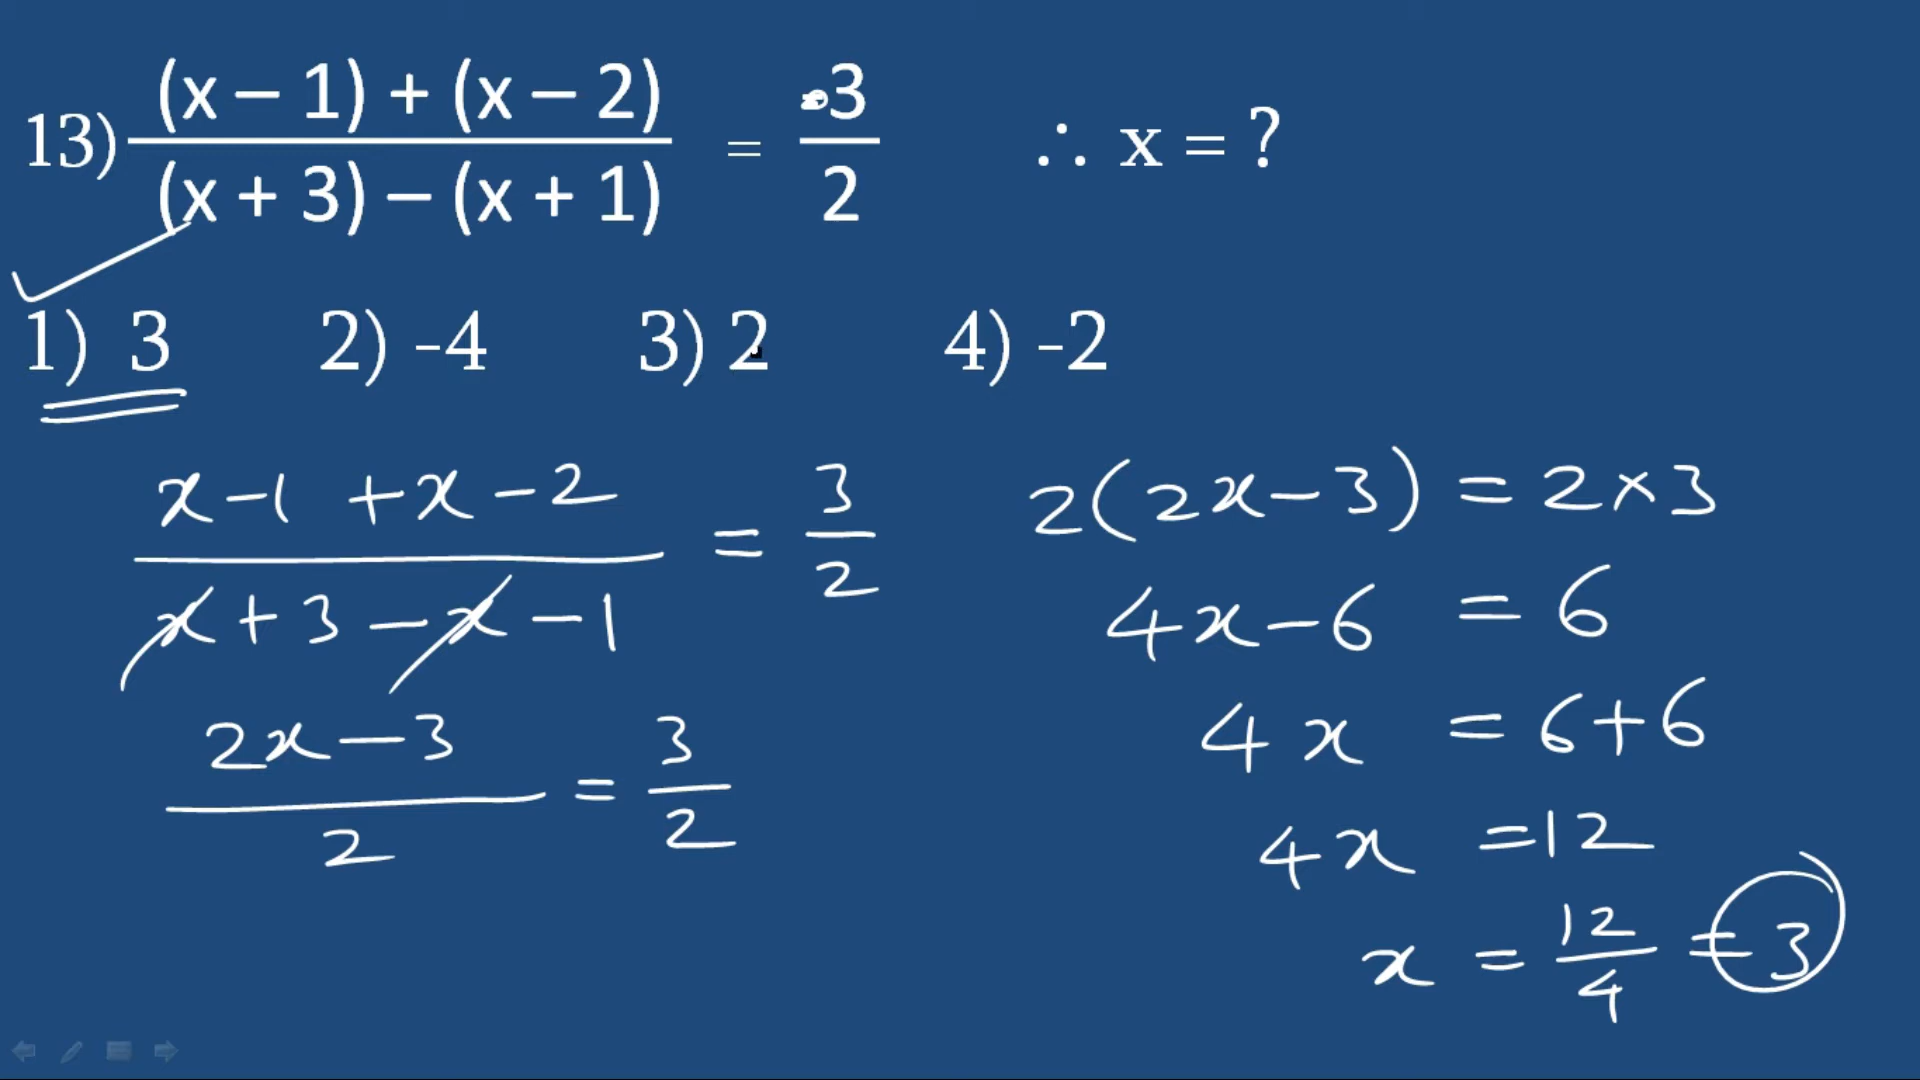 13) (x – 1) + (x – 2) / (x + 3) – (x + 1) = -3 / 2 ∴ x = ?
1) 3 2) -4 3) 2 4) -2
x - 1 + x - 2 / x + 3 - x - 1 = 3 / 2
2x - 3 / 2 = 3 / 2
2(2x - 3) = 2 × 3
4x - 6 = 6
4x = 6 + 6
4x = 12
x = 12 / 4 = 3